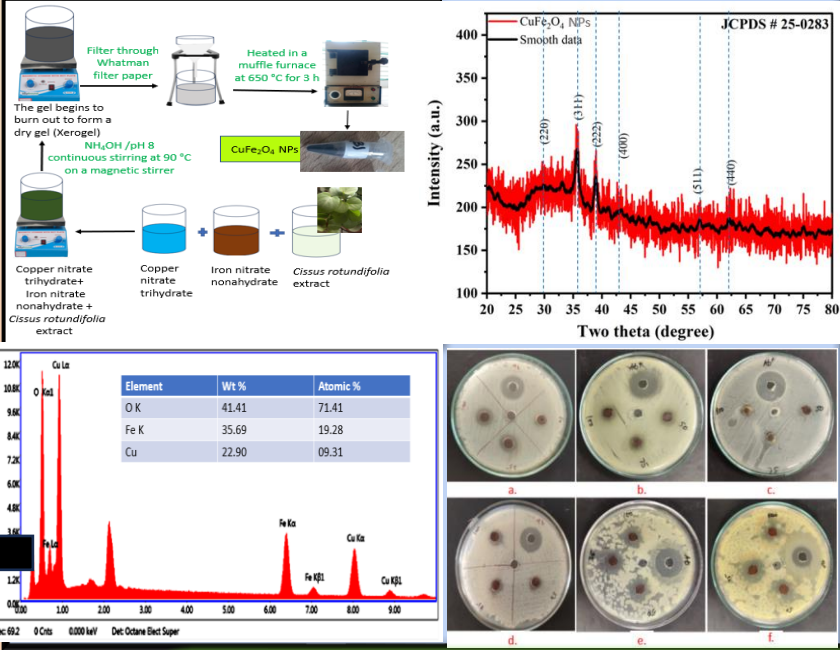 Filter through
Whatman
filter paper
Heated in a
muffle furnace
at 650 °C for 3 h
The gel begins to
burn out to form a
dry gel (Xerogel)
NH4OH /pH 8
continuous stirring at 90 °C
on a magnetic stirrer
CuFe2O4 NPs
Copper nitrate
trihydrate+
Iron nitrate
nonahydrate +
Cissus rotundifolia
extract
Copper
nitrate
trihydrate
+
Iron nitrate
nonahydrate
+
Cissus rotundifolia
extract
CuFe2O4 NPs
Smooth data
JCPDS # 25-0283
Intensity (a.u.)
400
350
300
250
200
150
100
(220)
(311)
(222)
(400)
(511)
(440)
20 25 30 35 40 45 50 55 60 65 70 75 80
Two theta (degree)
12.0K
10.8K
9.6K
8.4K
7.2K
6.0K
4.8K
3.6K
1.2K
0.0K
O Kα1
Cu Lα
Fe Lα
Fe Kα
Fe Kβ1
Cu Kα
Cu Kβ1
Element Wt % Atomic %
O K 41.41 71.41
Fe K 35.69 19.28
Cu 22.90 09.31
0.00 1.00 2.00 3.00 4.00 5.00 6.00 7.00 8.00 9.00
c: 69.2 0 Cnts 0.000 keV Det: Octane Elect Super
a.
b.
c.
d.
e.
f.